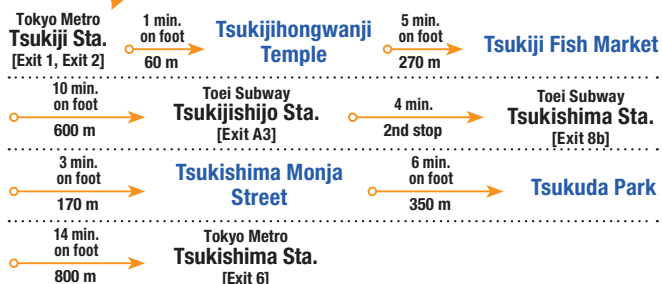 Tokyo Metro
Tsukiji Sta.
[Exit 1, Exit 2]
1 min.
on foot
60 m
Tsukijihongwanji
Temple
5 min.
on foot
270 m
Tsukiji Fish Market
10 min.
on foot
600 m
Toei Subway
Tsukijishijo Sta.
[Exit A3]
4 min.
2nd stop
Toei Subway
Tsukishima Sta.
[Exit 8b]
3 min.
on foot
170 m
Tsukishima Monja
Street
6 min.
on foot
350 m
Tsukuda Park
14 min.
on foot
800 m
Tokyo Metro
Tsukishima Sta.
[Exit 6]